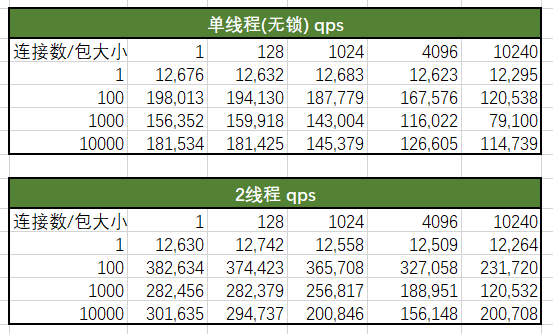 单线程(无锁) qps
连接数/包大小 1 128 1024 4096 10240
1 12,676 12,632 12,683 12,623 12,295
100 198,013 194,130 187,779 167,576 120,538
1000 156,352 159,918 143,004 116,022 79,100
10000 181,534 181,425 145,379 126,605 114,739
2线程 qps
连接数/包大小 1 128 1024 4096 10240
1 12,630 12,742 12,558 12,509 12,264
100 382,634 374,423 365,708 327,058 231,720
1000 282,456 282,379 256,817 188,951 120,532
10000 301,635 294,737 200,846 156,148 200,708